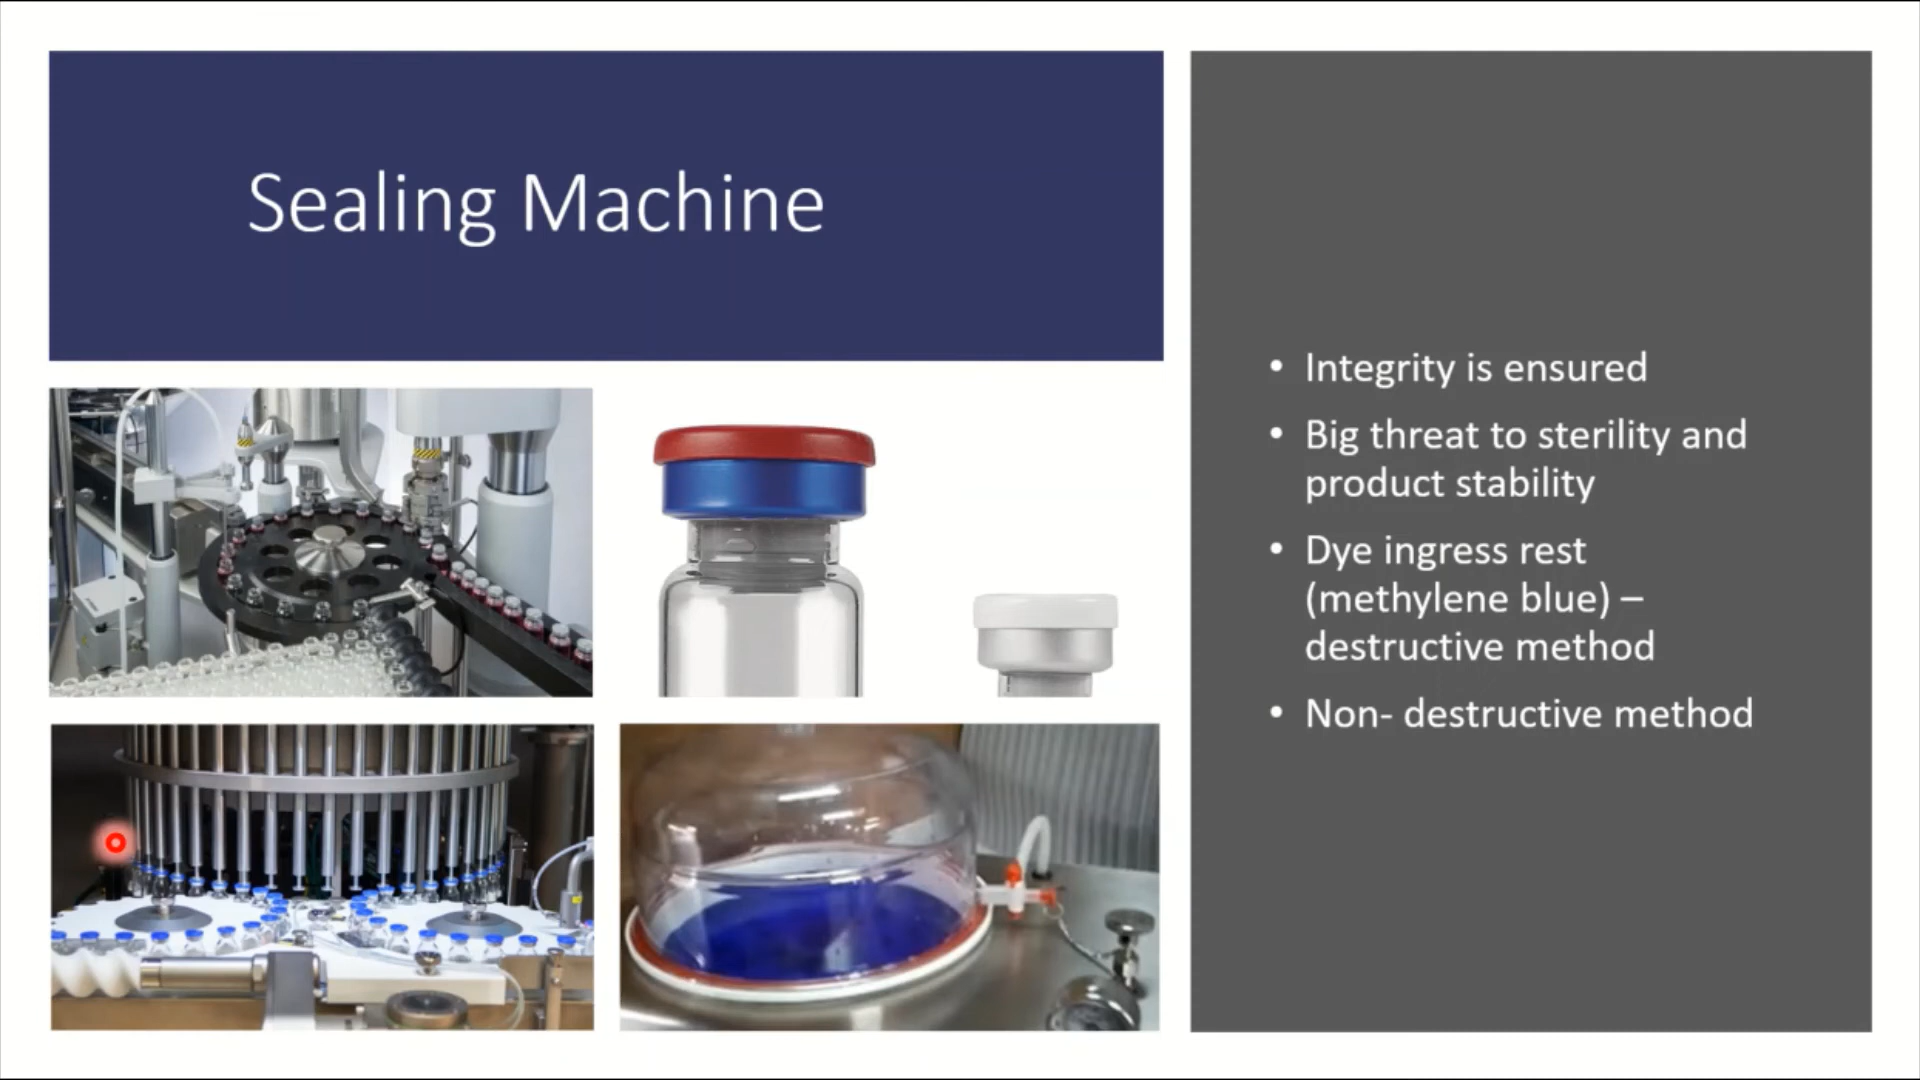 Sealing Machine
• Integrity is ensured
• Big threat to sterility and
product stability
• Dye ingress rest
(methylene blue) –
destructive method
• Non- destructive method